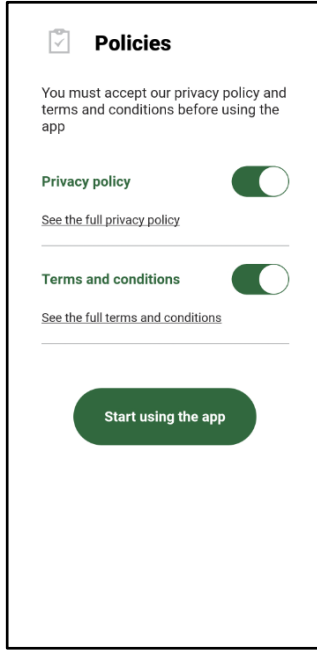 Policies
You must accept our privacy policy and
terms and conditions before using the
app
Privacy policy
See the full privacy policy
Terms and conditions
See the full terms and conditions
Start using the app